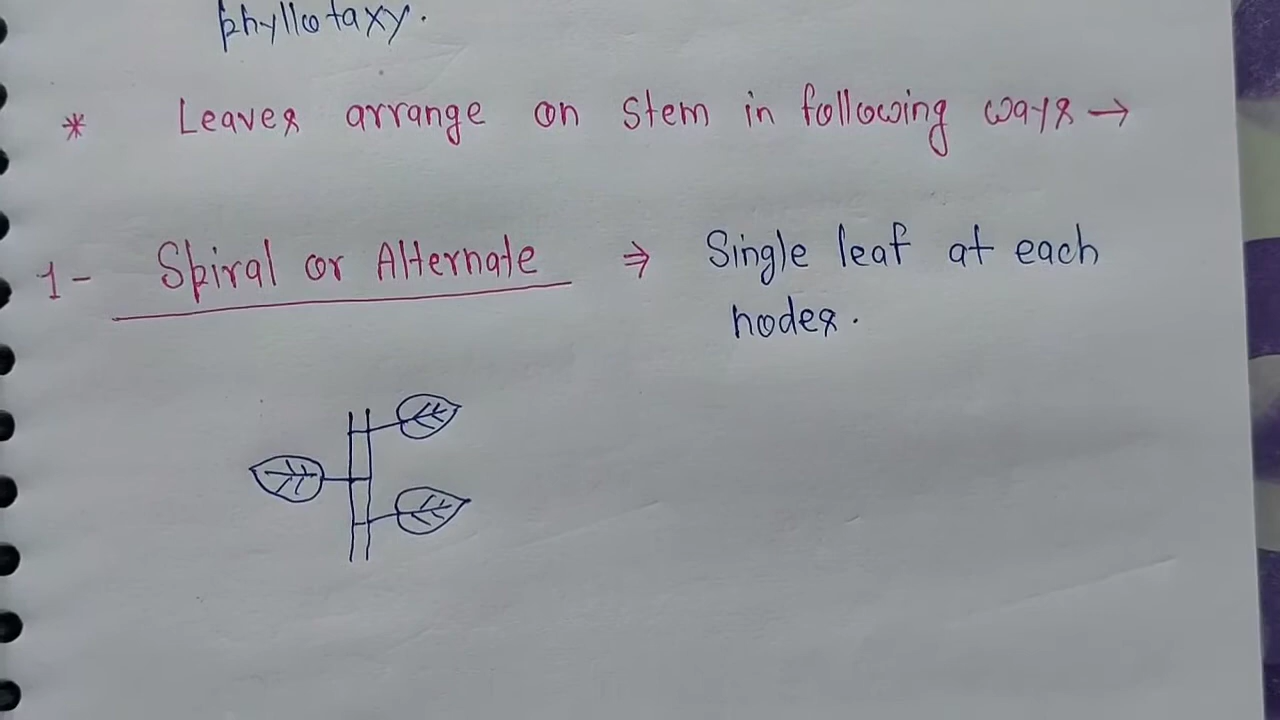 phyllotaxy.
* Leaves arrange on stem in following ways →
1- Spiral or Alternate ⇒ Single leaf at each
nodes.